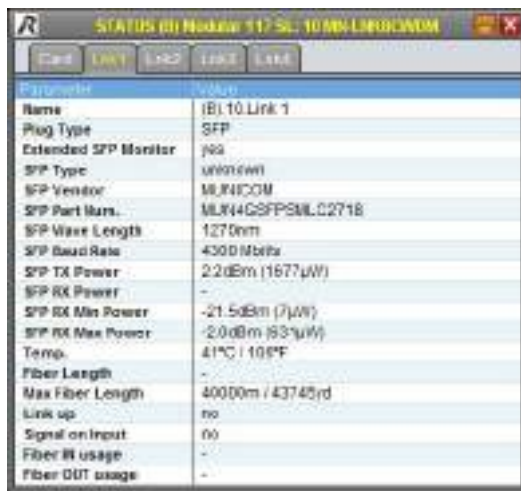 R STATUS (B) Modular 117 SL: 10 MN-LNK8CWDM
Card Link1 Link2 Link3 Link4
Parameter Value
Name (B).10.Link 1
Plug Type SFP
Extended SFP Monitor yes
SFP Type unknown
SFP Vendor MUNICOM
SFP Part Num. MUN4GSFPSMLC2718
SFP Wave Length 1270nm
SFP Baud Rate 4300 Mbit/s
SFP TX Power 2.2dBm (1677µW)
SFP RX Power -
SFP RX Min Power -21.5dBm (7µW)
SFP RX Max Power -2.0dBm (631µW)
Temp. 41°C / 106°F
Fiber Length -
Max Fiber Length 40000m / 43745yd
Link up no
Signal on Input no
Fiber IN usage -
Fiber OUT usage -